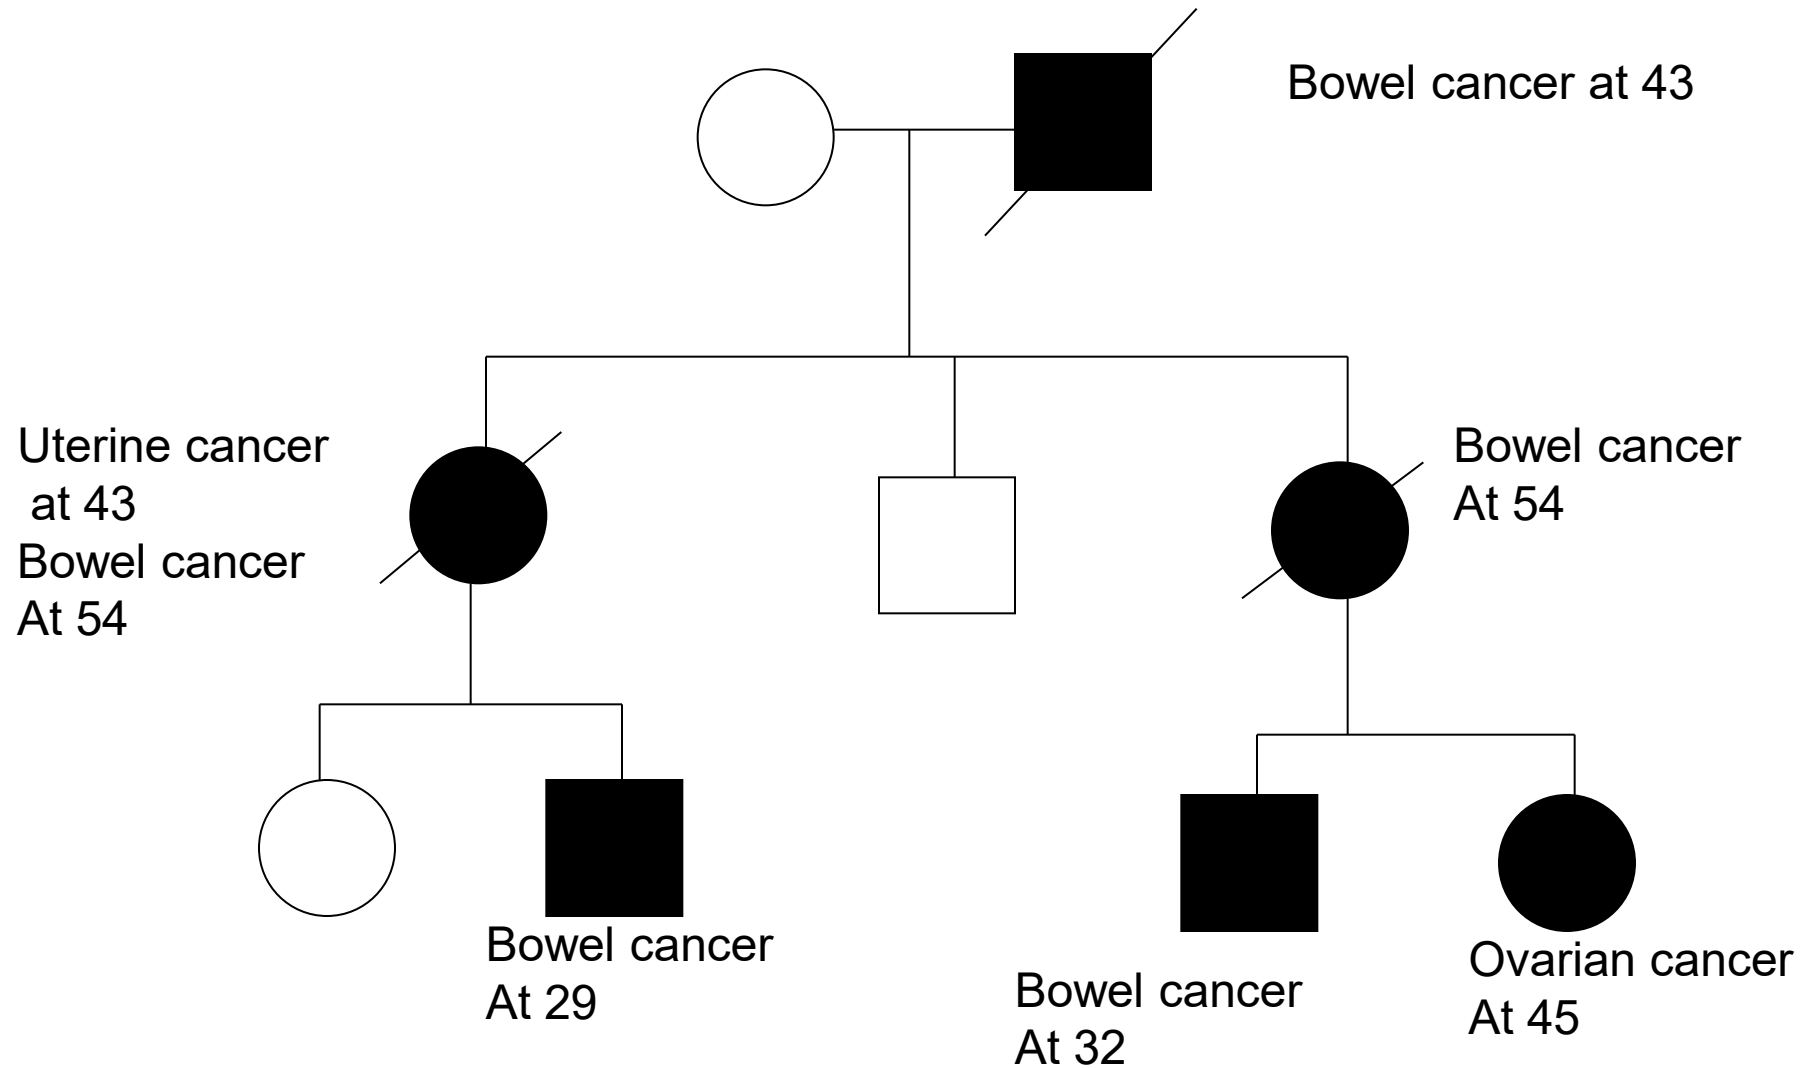 Bowel cancer at 43
Uterine cancer
at 43
Bowel cancer
At 54
Bowel cancer
At 54
Bowel cancer
At 29
Bowel cancer
At 32
Ovarian cancer
At 45